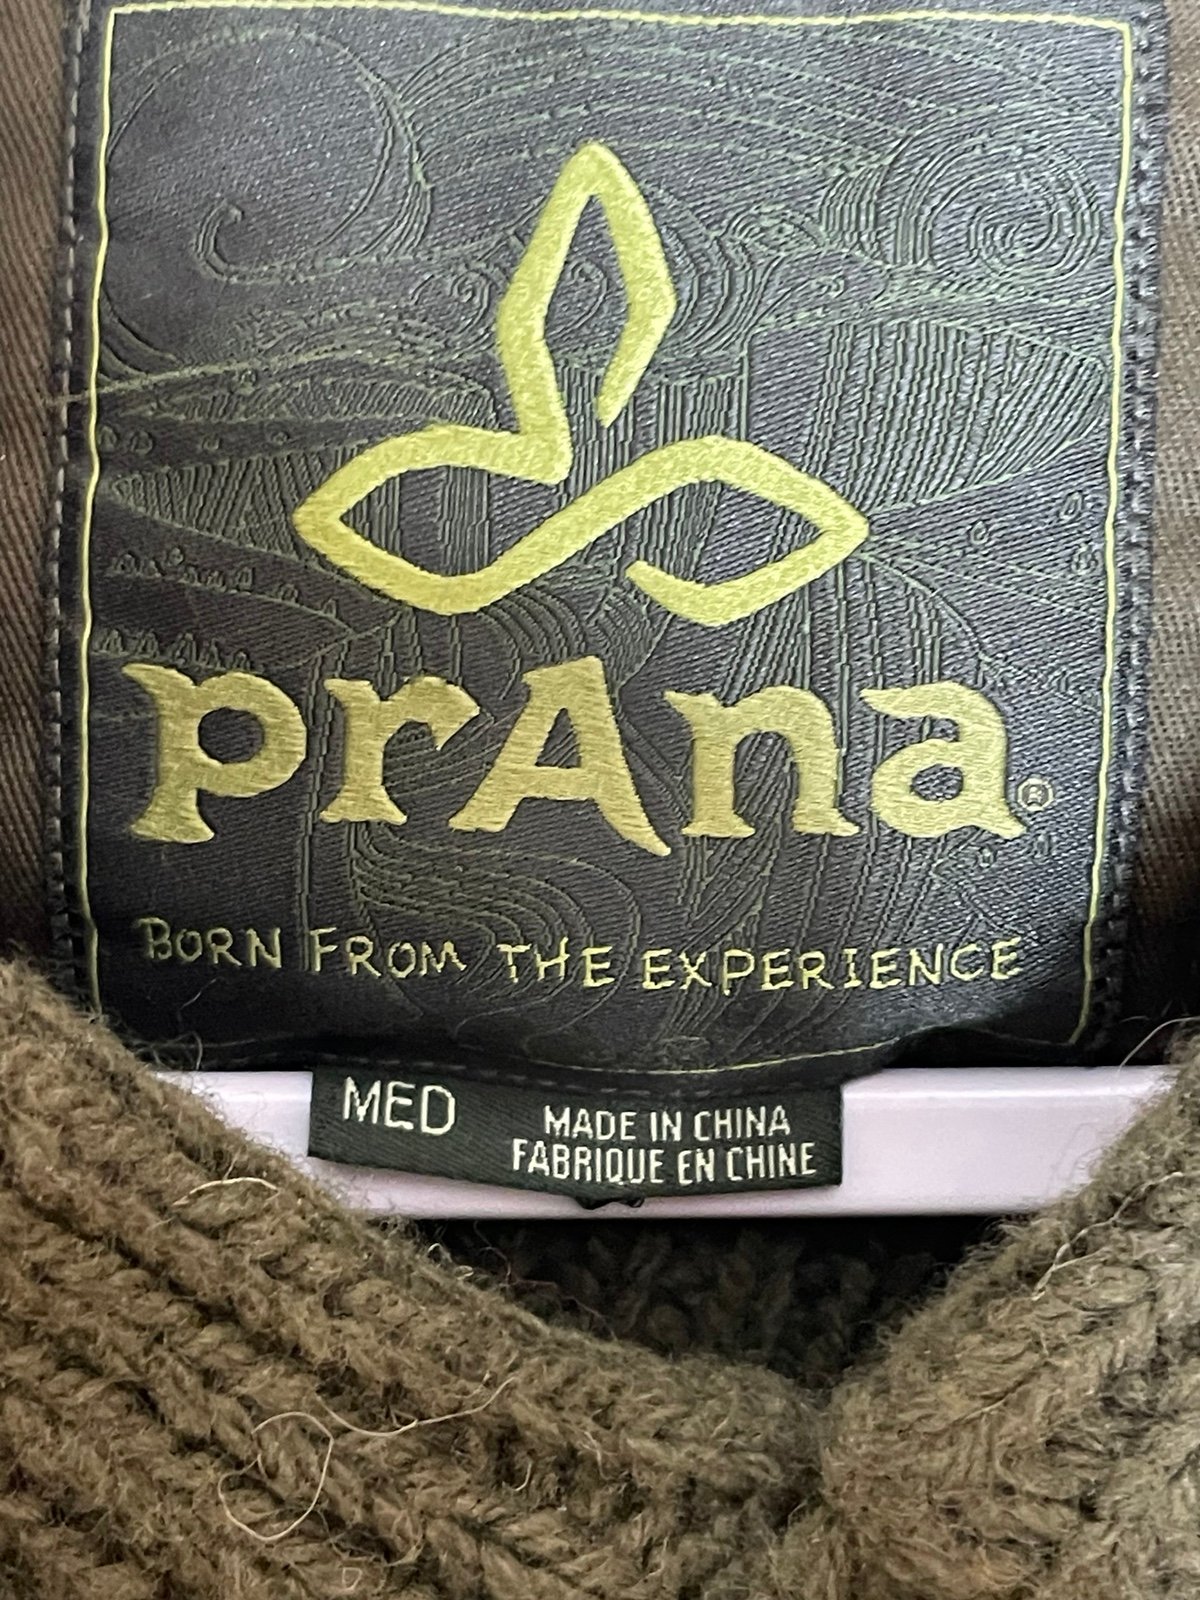 prAna®
BORN FROM THE EXPERIENCE
MED
MADE IN CHINA
FABRIQUE EN CHINE